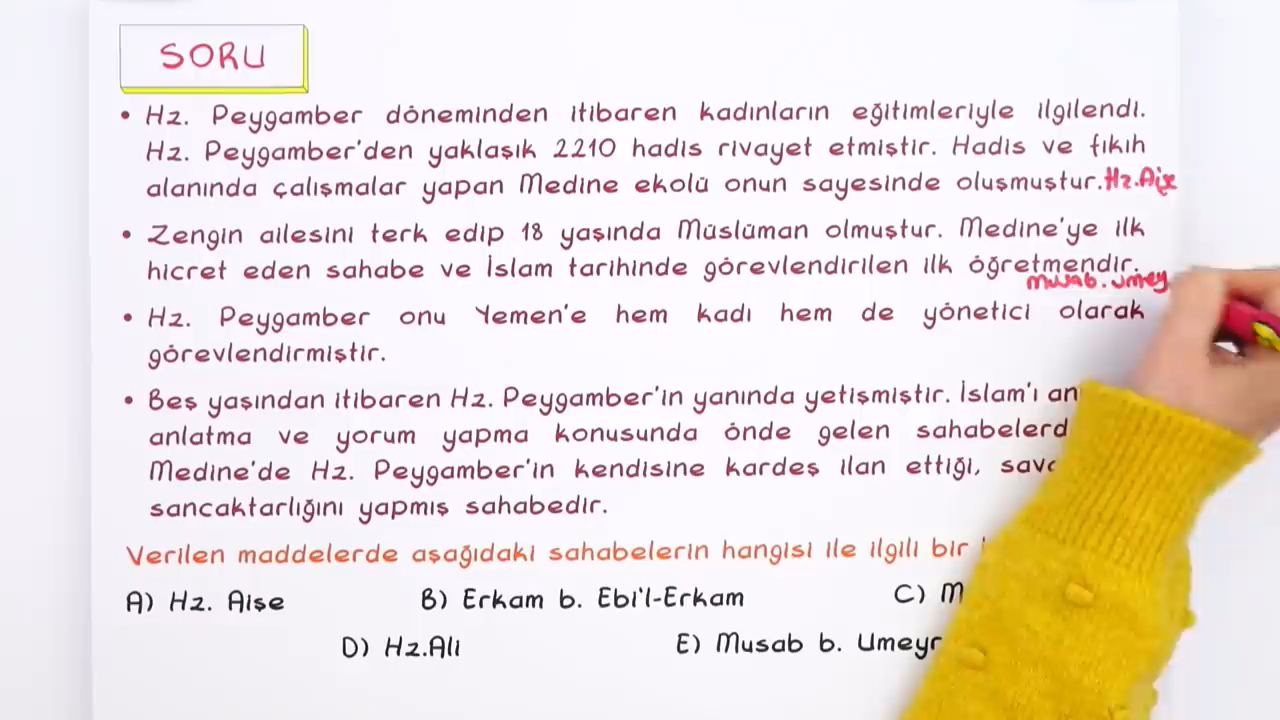 SORU
• Hz. Peygamber döneminden itibaren kadınların eğitimleriyle ilgilendi.
Hz. Peygamber'den yaklaşık 2210 hadis rivayet etmiştir. Hadis ve fıkıh
alanında çalışmalar yapan Medine ekolü onun sayesinde oluşmuştur. Hz. Aişe
• Zengin ailesini terk edip 18 yaşında Müslüman olmuştur. Medine'ye ilk
hicret eden sahabe ve İslam tarihinde görevlendirilen ilk öğretmendir.
Musab. Umey
• Hz. Peygamber onu Yemen'e hem kadı hem de yönetici olarak
görevlendirmiştir.
• Beş yaşından itibaren Hz. Peygamber'in yanında yetişmiştir. İslam'ı an
anlatma ve yorum yapma konusunda önde gelen sahabelerd
Medine'de Hz. Peygamber'in kendisine kardeş ilan ettiği, sava
sancaktarlığını yapmış sahabedir.
Verilen maddelerde aşağıdaki sahabelerin hangisi ile ilgili bir
A) Hz. Aişe B) Erkam b. Ebi'l-Erkam C) M
D) Hz.Ali E) Musab b. Umeyr